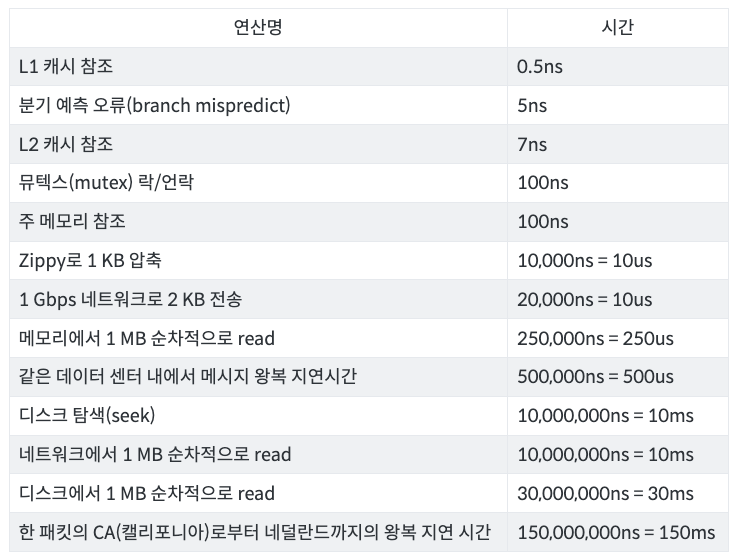 연산명 시간
L1 캐시 참조 0.5ns
분기 예측 오류(branch mispredict) 5ns
L2 캐시 참조 7ns
뮤텍스(mutex) 락/언락 100ns
주 메모리 참조 100ns
Zippy로 1 KB 압축 10,000ns = 10us
1 Gbps 네트워크로 2 KB 전송 20,000ns = 10us
메모리에서 1 MB 순차적으로 read 250,000ns = 250us
같은 데이터 센터 내에서 메시지 왕복 지연시간 500,000ns = 500us
디스크 탐색(seek) 10,000,000ns = 10ms
네트워크에서 1 MB 순차적으로 read 10,000,000ns = 10ms
디스크에서 1 MB 순차적으로 read 30,000,000ns = 30ms
한 패킷의 CA(캘리포니아)로부터 네덜란드까지의 왕복 지연 시간 150,000,000ns = 150ms